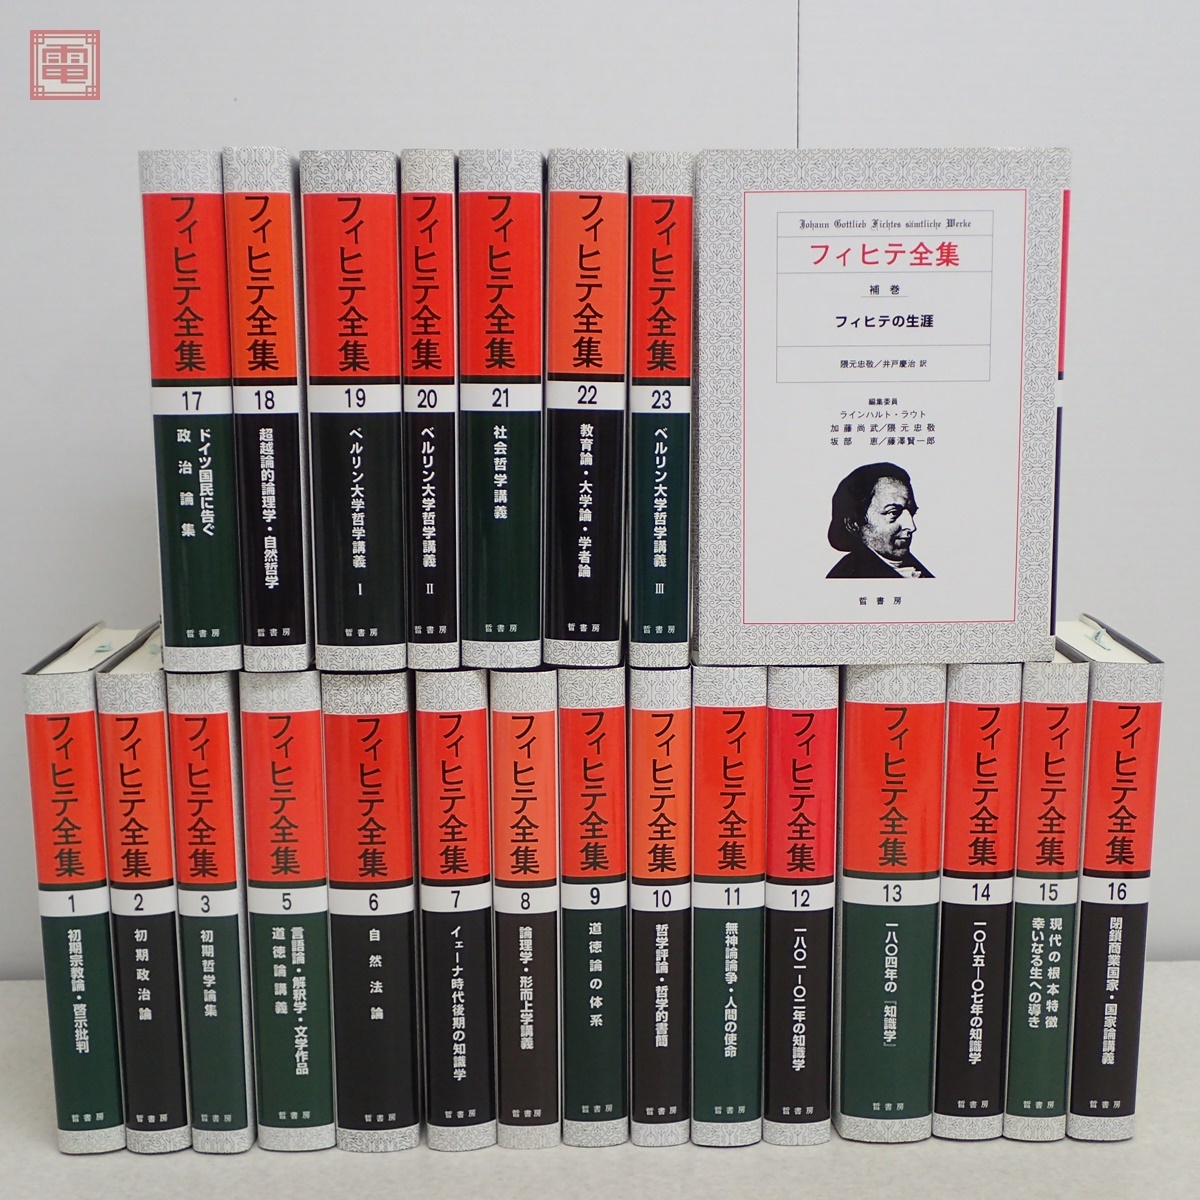 電
フィヒテ全集
17
ドイツ国民に告ぐ
政治論集
哲書房
フィヒテ全集
18
超越論的論理学・自然哲学
哲書房
フィヒテ全集
19
ベルリン大学哲学講義 Ⅰ
哲書房
フィヒテ全集
20
ベルリン大学哲学講義 Ⅱ
哲書房
フィヒテ全集
21
社会哲学講義
哲書房
フィヒテ全集
22
教育論・大学論・学者論
哲書房
フィヒテ全集
23
ベルリン大学哲学講義 Ⅲ
哲書房
Johann Gottlieb Fichtes sämtliche Werke
フィヒテ全集
補巻
フィヒテの生涯
隈元忠敬／井戸慶治 訳
編集委員
ラインハルト・ラウト
加藤尚武／隈元忠敬
坂部 恵／藤澤賢一郎
哲書房
フィヒテ全集
1
初期宗教論・啓示批判
哲書房
フィヒテ全集
2
初期政治論
哲書房
フィヒテ全集
3
初期哲学論集
哲書房
フィヒテ全集
5
言語論・解釈学・文学作品
道徳論講義
哲書房
フィヒテ全集
6
自然法論
哲書房
フィヒテ全集
7
イェーナ時代後期の知識学
哲書房
フィヒテ全集
8
論理学・形而上学講義
哲書房
フィヒテ全集
9
道徳論の体系
哲書房
フィヒテ全集
10
哲学評論・哲学的書簡
哲書房
フィヒテ全集
11
無神論論争・人間の使命
哲書房
フィヒテ全集
12
一八〇一―〇二年の知識学
哲書房
フィヒテ全集
13
一八〇四年の『知識学』
哲書房
フィヒテ全集
14
一〇八五―〇七年の知識学
哲書房
フィヒテ全集
15
現代の根本特徴
幸いなる生への導き
哲書房
フィヒテ全集
16
閉鎖商業国家・国家論講義
哲書房